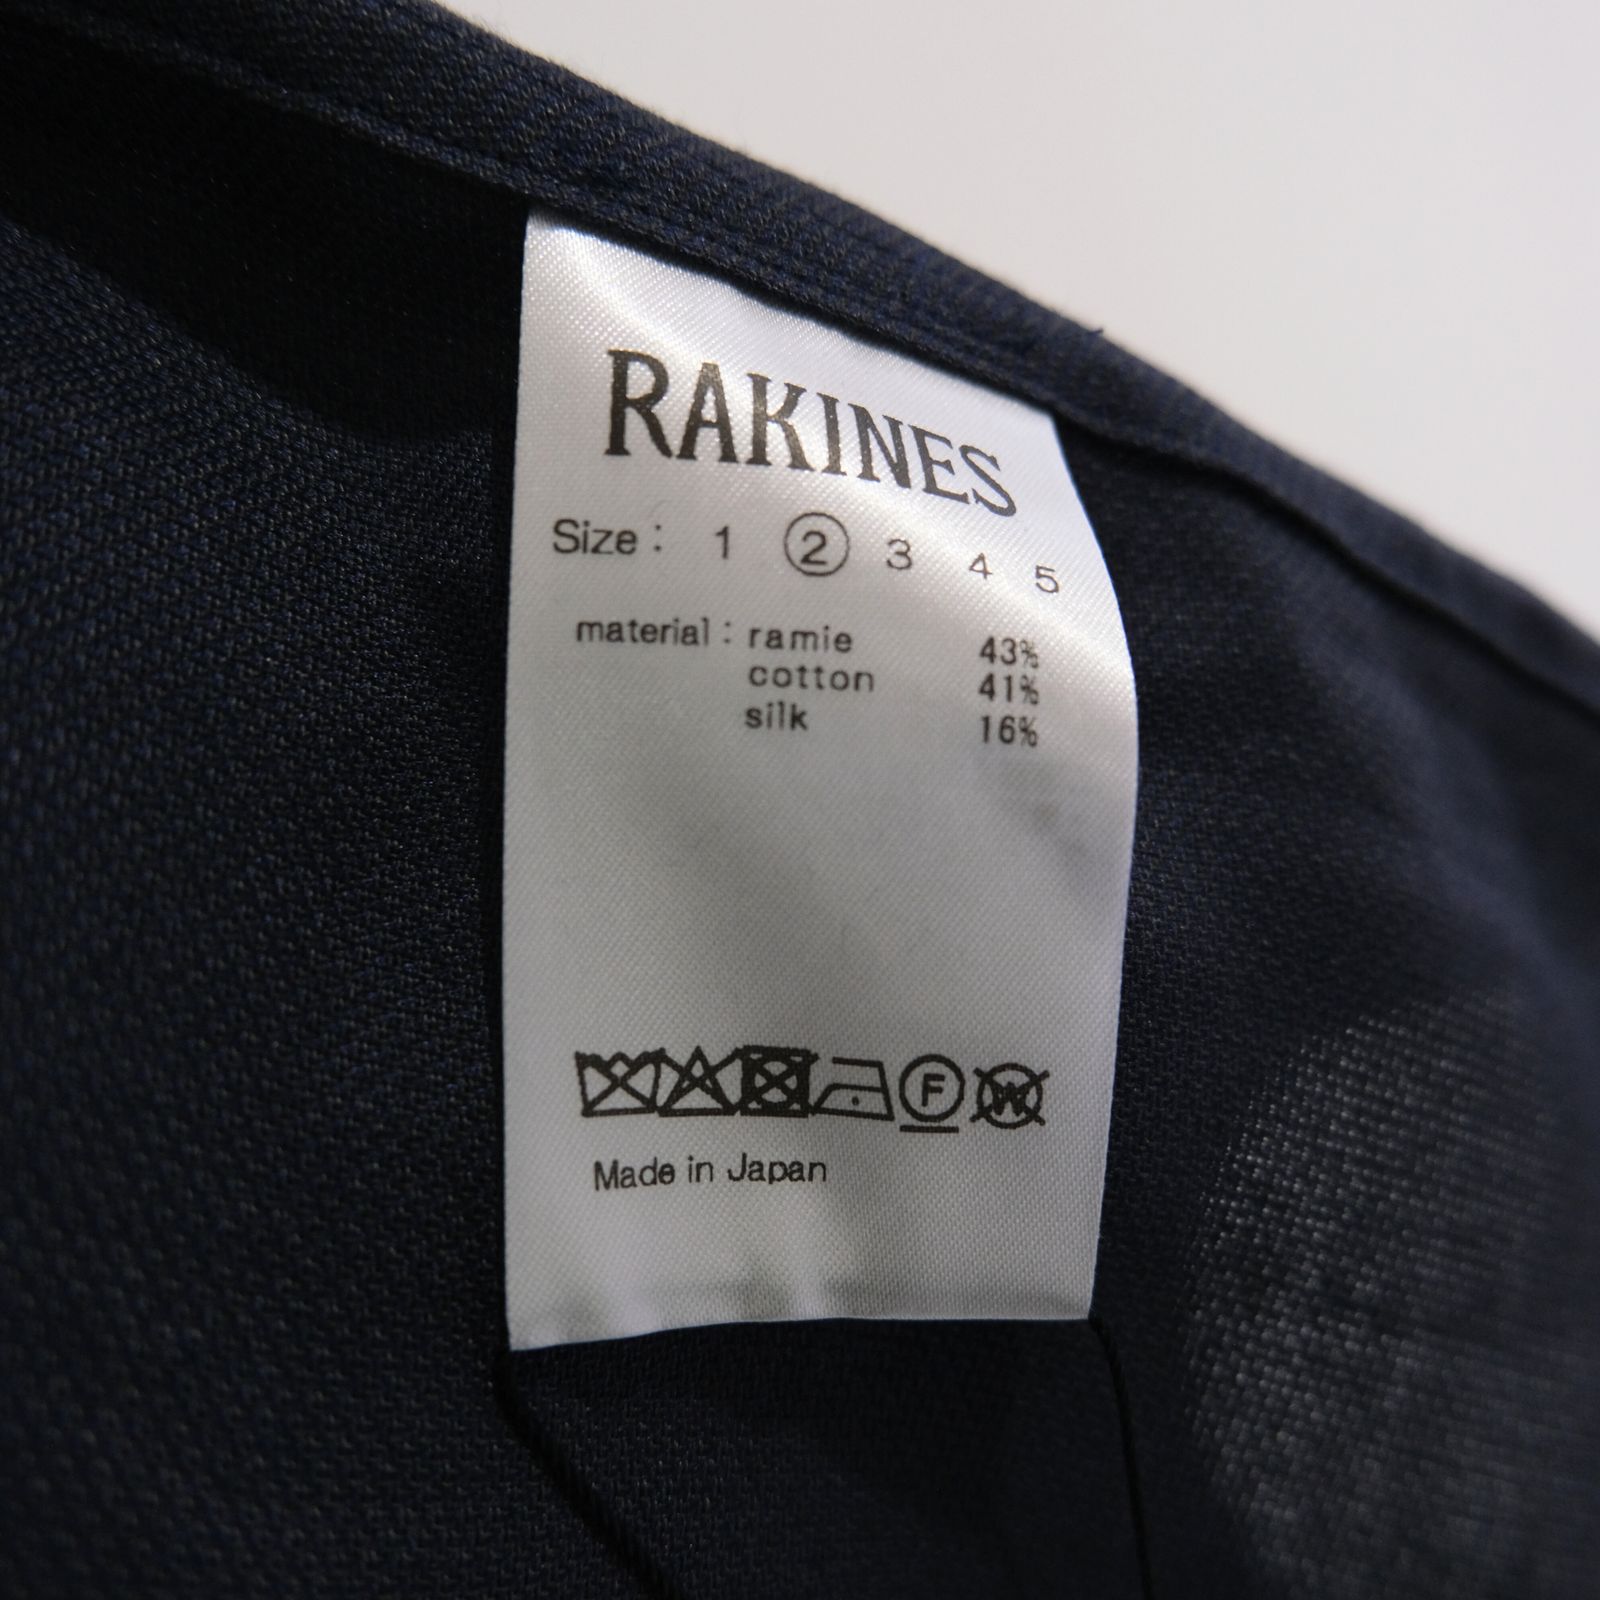 RAKINES
Size : 1 2 3 4 5
material : ramie 43%
cotton 41%
silk 16%
F W
Made in Japan